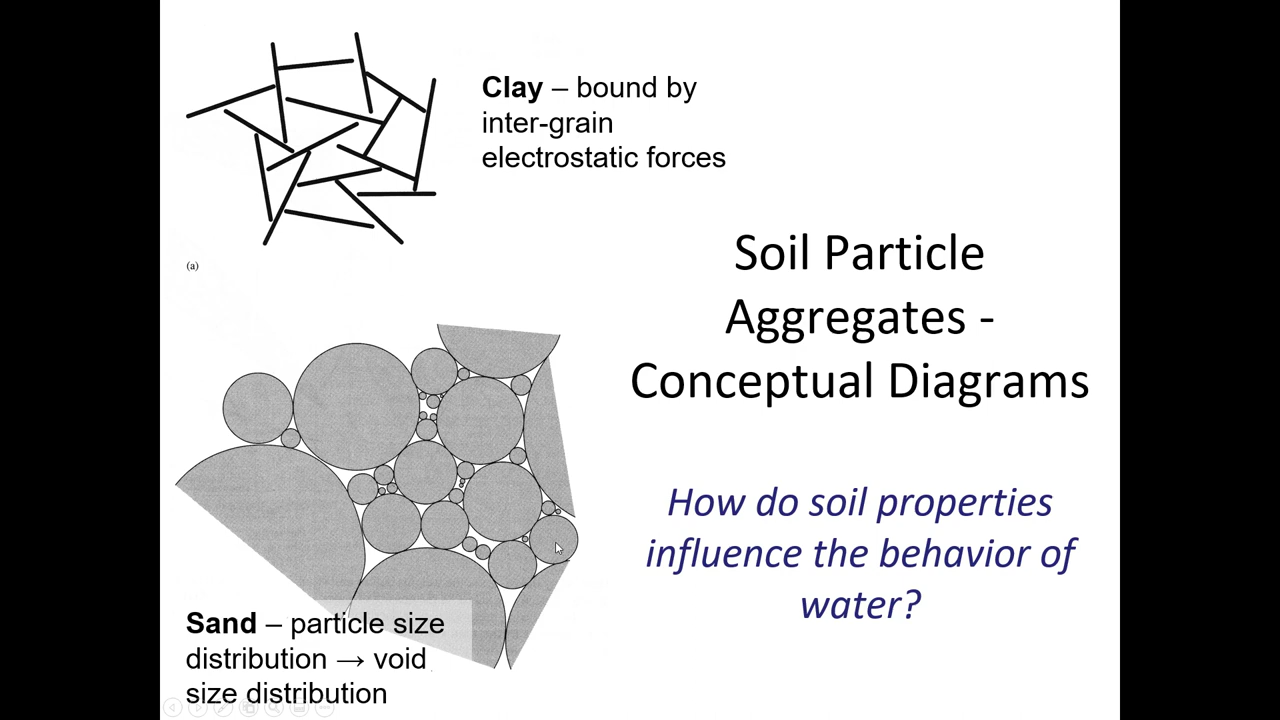 Clay – bound by
inter-grain
electrostatic forces
(a)
Soil Particle
Aggregates -
Conceptual Diagrams
How do soil properties
influence the behavior of
water?
Sand – particle size
distribution → void
size distribution